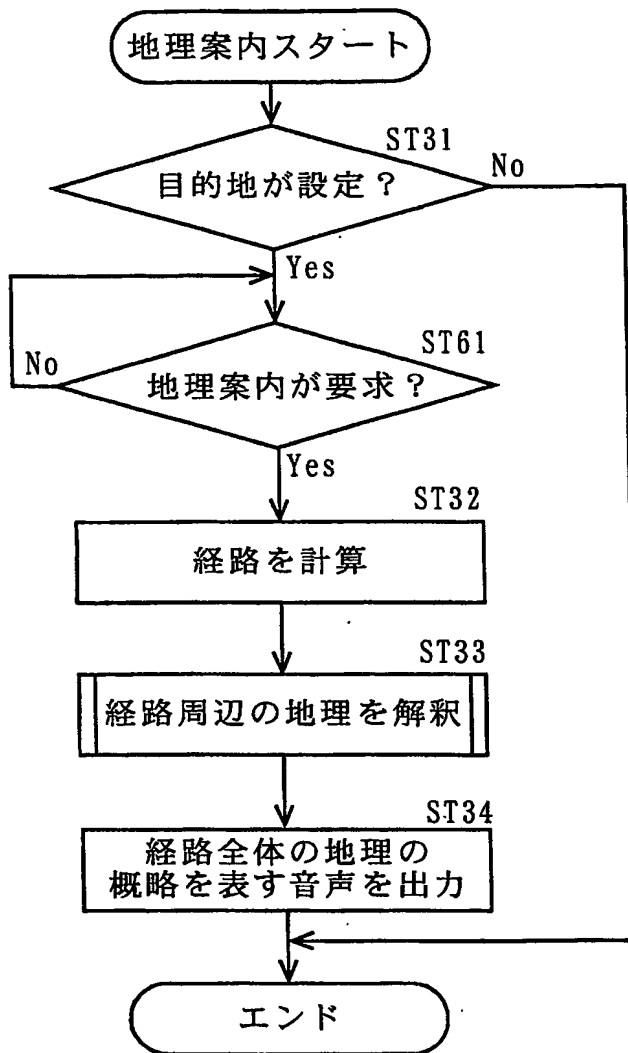 地理案内スタート
ST31
目的地が設定？
No
Yes
ST61
No
地理案内が要求？
Yes
ST32
経路を計算
ST33
経路周辺の地理を解釈
ST34
経路全体の地理の
概略を表す音声を出力
エンド